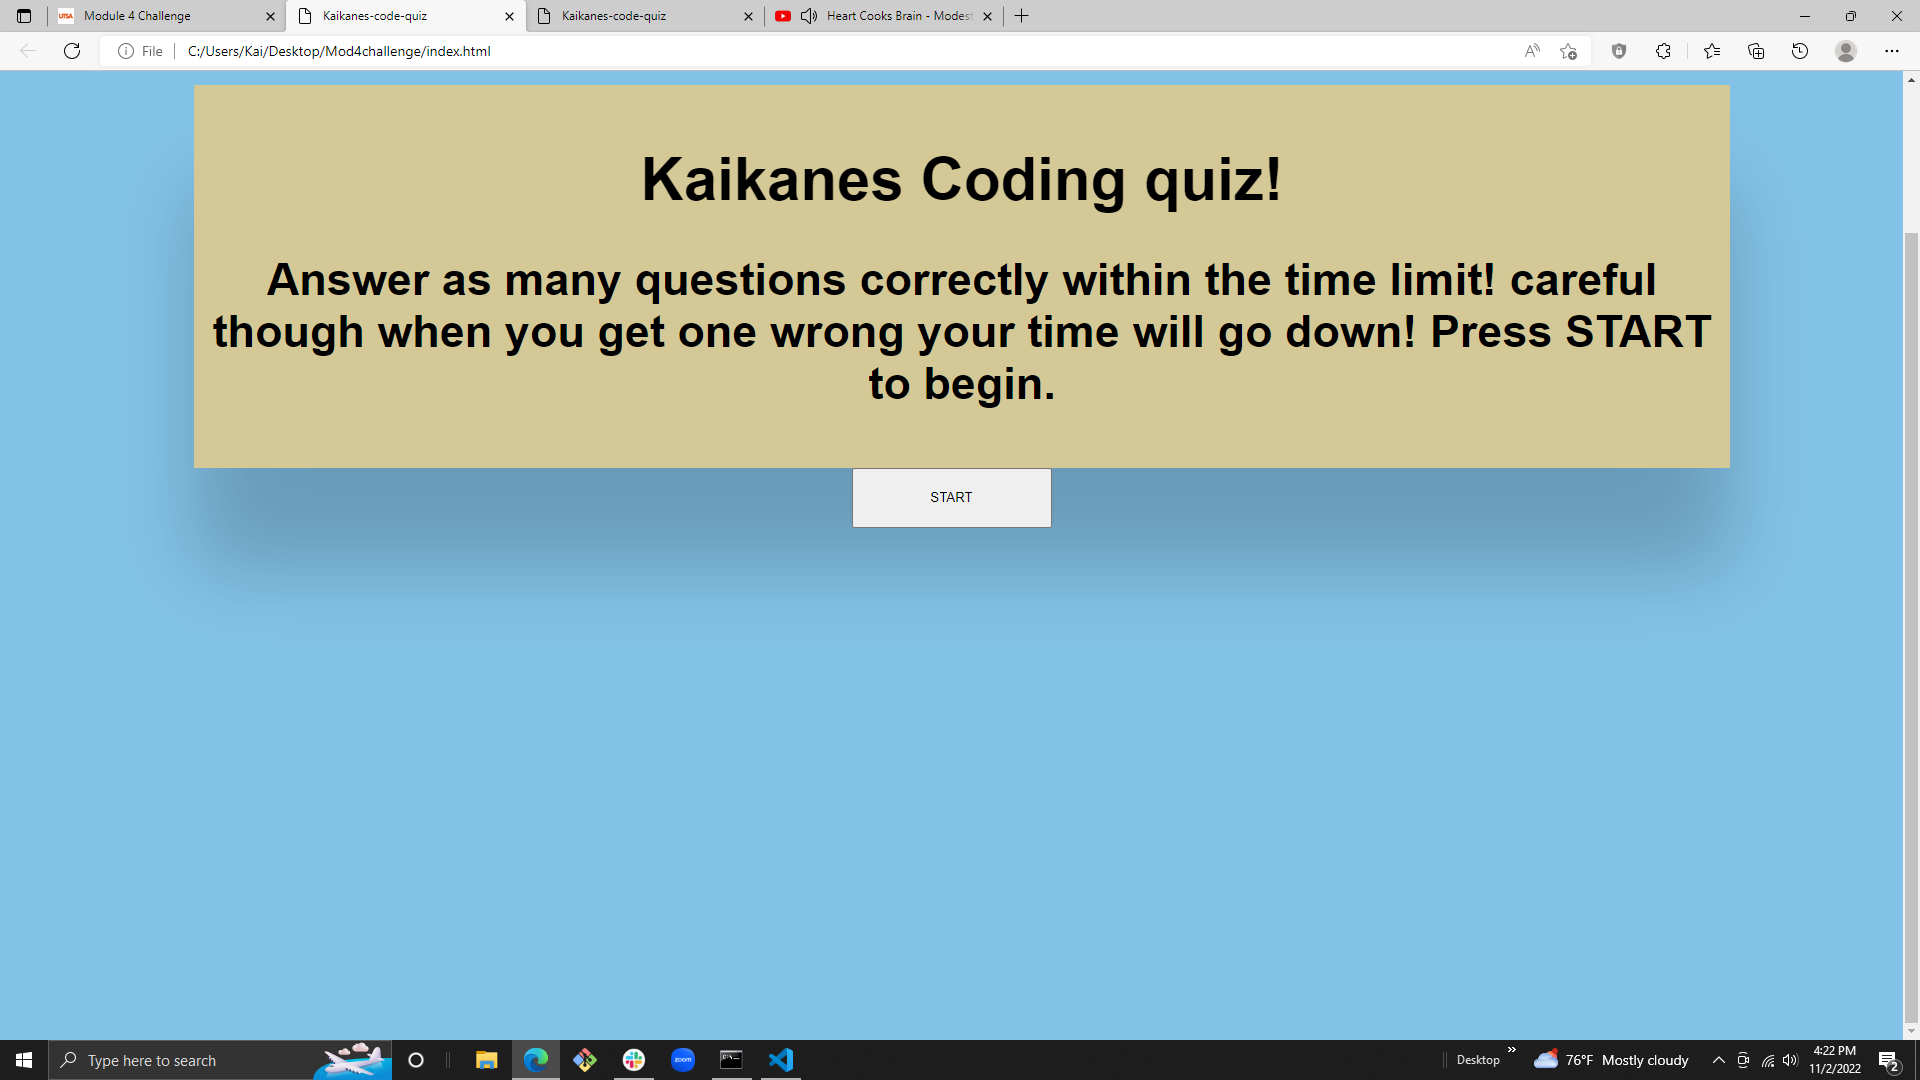 UTSA Module 4 Challenge
Kaikanes-code-quiz
Kaikanes-code-quiz
Heart Cooks Brain - Modest
File
C:/Users/Kai/Desktop/Mod4challenge/index.html
Kaikanes Coding quiz!
Answer as many questions correctly within the time limit! careful
though when you get one wrong your time will go down! Press START
to begin.
START
Type here to search
zoom
Desktop
76°F Mostly cloudy
4:22 PM
11/2/2022
2